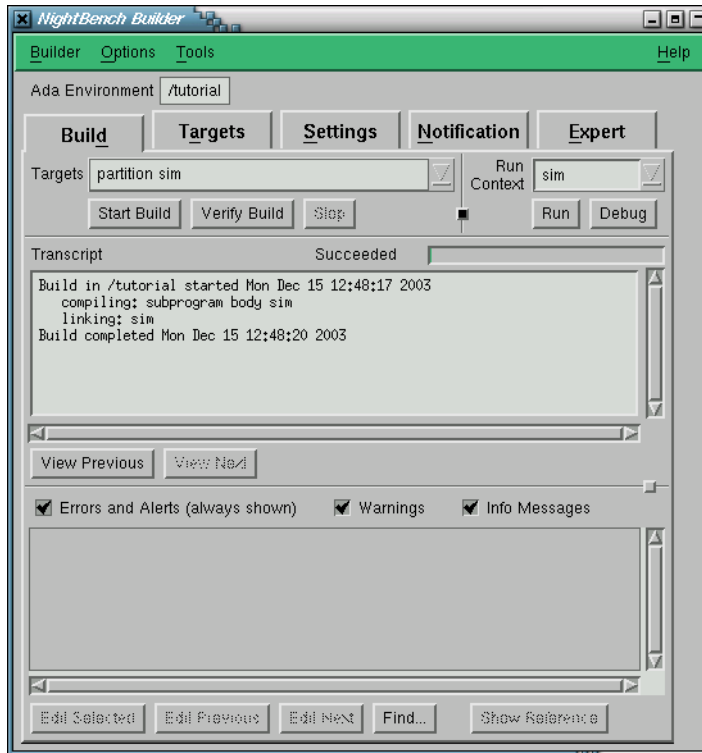 NightBench Builder
Builder Options Tools Help
Ada Environment /tutorial
Build Targets Settings Notification Expert
Targets partition sim Run Context sim
Start Build Verify Build Stop Run Debug
Transcript Succeeded
Build in /tutorial started Mon Dec 15 12:48:17 2003
compiling: subprogram body sim
linking: sim
Build completed Mon Dec 15 12:48:20 2003
View Previous View Next
Errors and Alerts (always shown) Warnings Info Messages
Edit Selected Edit Previous Edit Next Find... Show Reference